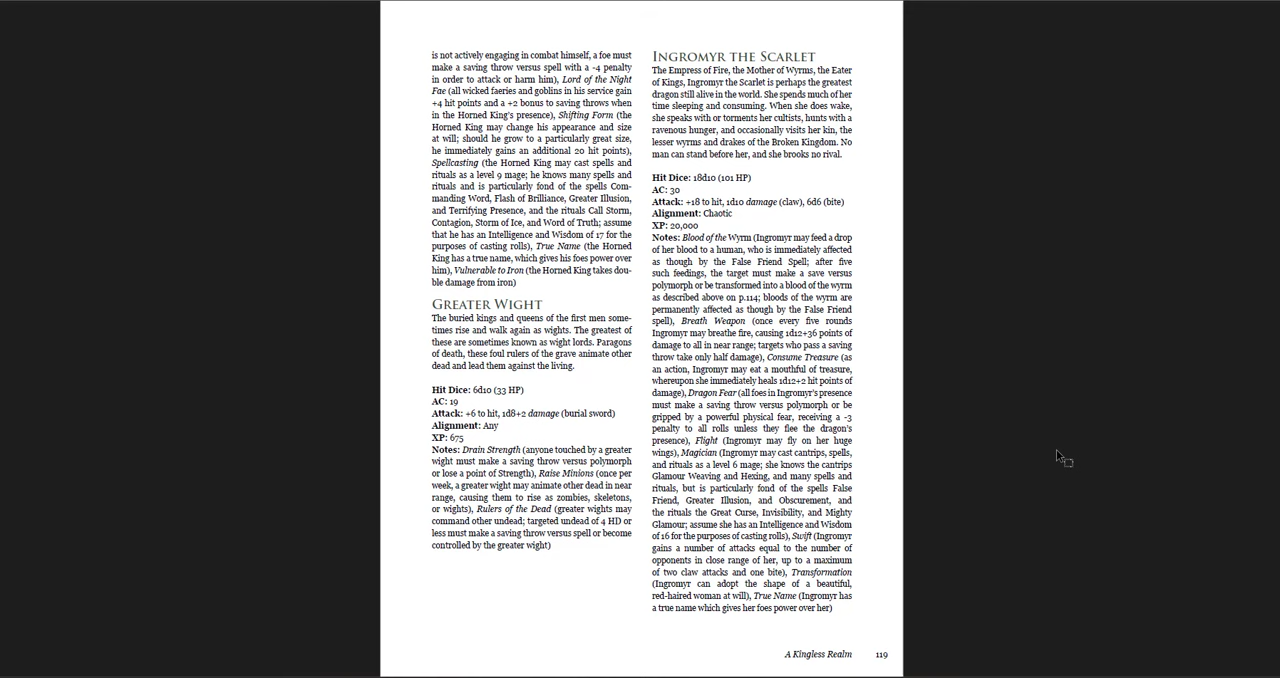 is not actively engaging in combat himself, a foe must
make a saving throw versus spell with a -4 penalty
in order to attack or harm him), Lord of the Night
Fae (all wicked faeries and goblins in his service gain
+4 hit points and a +2 bonus to saving throws when
in the Horned King's presence), Shifting Form (the
Horned King may change his appearance and size
at will; should he grow to a particularly great size,
he immediately gains an additional 20 hit points),
Spellcasting (the Horned King may cast spells and
rituals as a level 9 mage; he knows many spells and
rituals and is particularly fond of the spells Com-
manding Word, Flash of Brilliance, Greater Illusion,
and Terrifying Presence, and the rituals Call Storm,
Contagion, Storm of Ice, and Word of Truth; assume
that he has an Intelligence and Wisdom of 17 for the
purposes of casting rolls), True Name (the Horned
King has a true name, which gives his foes power over
him), Vulnerable to Iron (the Horned King takes dou-
ble damage from iron)
Greater Wight
The buried kings and queens of the first men some-
times rise and walk again as wights. The greatest of
these are sometimes known as wight lords. Paragons
of death, these foul rulers of the grave animate other
dead and lead them against the living.
Hit Dice: 6d10 (33 HP)
AC: 19
Attack: +6 to hit, 1d8+2 damage (burial sword)
Alignment: Any
XP: 675
Notes: Drain Strength (anyone touched by a greater
wight must make a saving throw versus polymorph
or lose a point of Strength), Raise Minions (once per
week, a greater wight may animate other dead in near
range, causing them to rise as zombies, skeletons,
or wights), Rulers of the Dead (greater wights may
command other undead; targeted undead of 4 HD or
less must make a saving throw versus spell or become
controlled by the greater wight)
Ingromyr the Scarlet
The Empress of Fire, the Mother of Wyrms, the Eater
of Kings, Ingromyr the Scarlet is perhaps the greatest
dragon still alive in the world. She spends much of her
time sleeping and consuming. When she does wake,
she speaks with or torments her cultists, hunts with a
ravenous hunger, and occasionally visits her kin, the
lesser wyrms and drakes of the Broken Kingdom. No
man can stand before her, and she brooks no rival.
Hit Dice: 18d10 (101 HP)
AC: 30
Attack: +18 to hit, 1d10 damage (claw), 6d6 (bite)
Alignment: Chaotic
XP: 20,000
Notes: Blood of the Wyrm (Ingromyr may feed a drop
of her blood to a human, who is immediately affected
as though by the False Friend Spell; after five
such feedings, the target must make a save versus
polymorph or be transformed into a blood of the wyrm
as described above on p.114; bloods of the wyrm are
permanently affected as though by the False Friend
spell), Breath Weapon (once every five rounds
Ingromyr may breathe fire, causing 1d12+36 points of
damage to all in near range; targets who pass a saving
throw take only half damage), Consume Treasure (as
an action, Ingromyr may eat a mouthful of treasure,
whereupon she immediately heals 1d12+2 hit points of
damage), Dragon Fear (all foes in Ingromyr's presence
must make a saving throw versus polymorph or be
gripped by a powerful physical fear, receiving a -3
penalty to all rolls unless they flee the dragon's
presence), Flight (Ingromyr may fly on her huge
wings), Magician (Ingromyr may cast cantrips, spells,
and rituals as a level 6 mage; she knows the cantrips
Glamour Weaving and Hexing, and many spells and
rituals, but is particularly fond of the spells False
Friend, Greater Illusion, and Obscurement, and
the rituals the Great Curse, Invisibility, and Mighty
Glamour; assume she has an Intelligence and Wisdom
of 16 for the purposes of casting rolls), Swift (Ingromyr
gains a number of attacks equal to the number of
opponents in close range of her, up to a maximum
of two claw attacks and one bite), Transformation
(Ingromyr can adopt the shape of a beautiful,
red-haired woman at will), True Name (Ingromyr has
a true name which gives her foes power over her)
A Kingless Realm 119